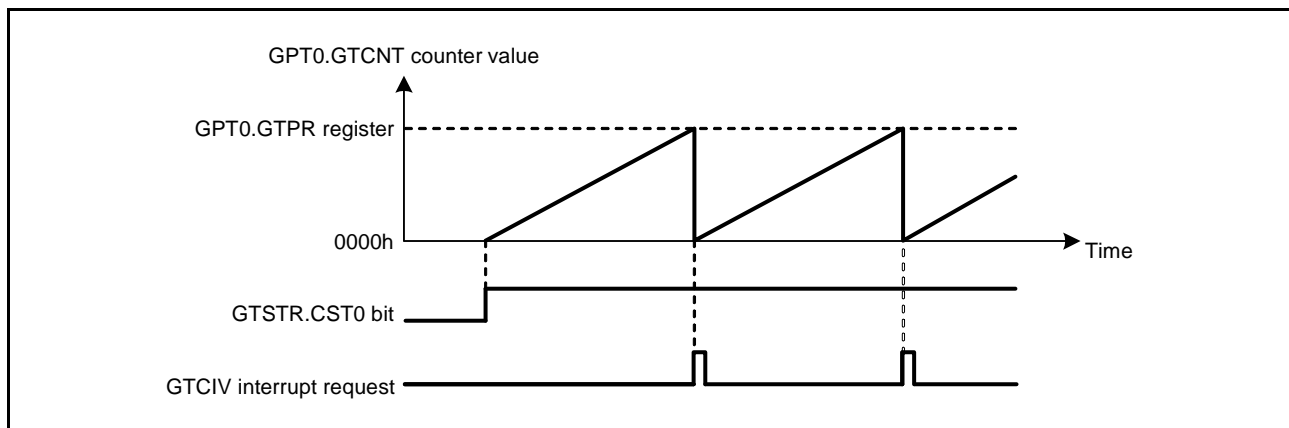 GPT0.GTCNT counter value
GPT0.GTPR register
0000h
Time
GTSTR.CST0 bit
GTCIV interrupt request